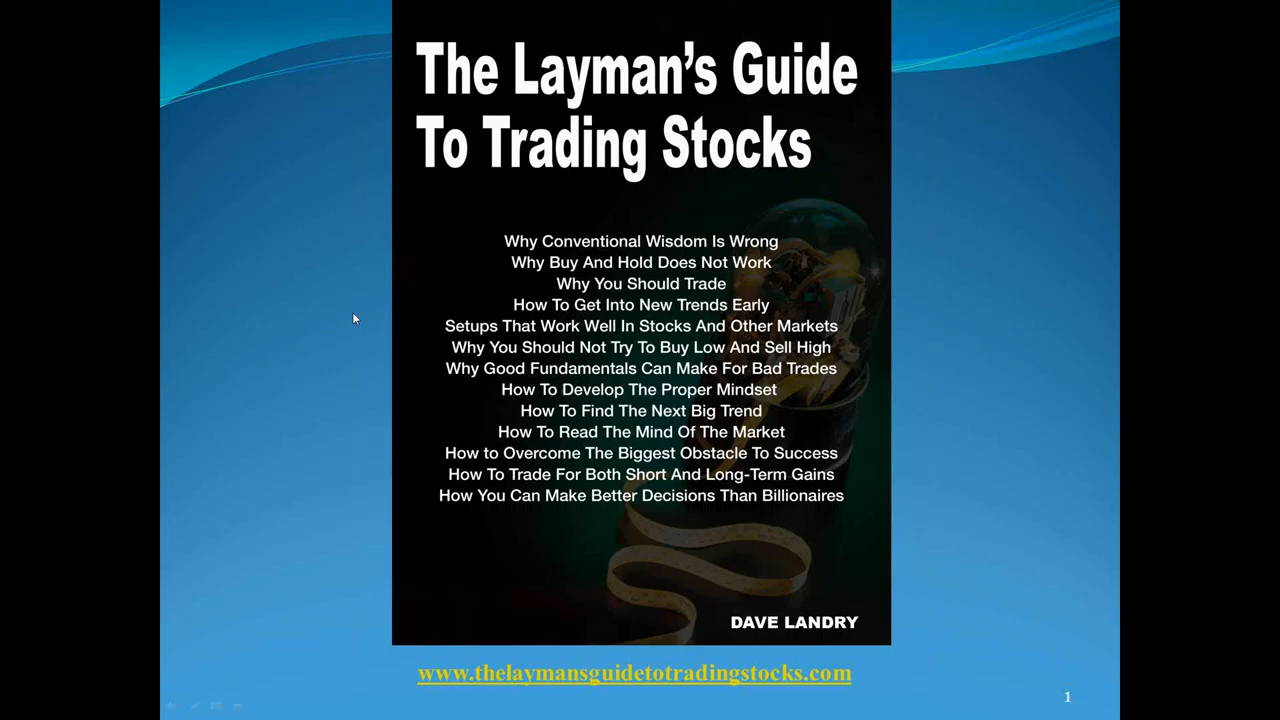 The Layman's Guide
To Trading Stocks
Why Conventional Wisdom Is Wrong
Why Buy And Hold Does Not Work
Why You Should Trade
How To Get Into New Trends Early
Setups That Work Well In Stocks And Other Markets
Why You Should Not Try To Buy Low And Sell High
Why Good Fundamentals Can Make For Bad Trades
How To Develop The Proper Mindset
How To Find The Next Big Trend
How To Read The Mind Of The Market
How to Overcome The Biggest Obstacle To Success
How To Trade For Both Short And Long-Term Gains
How You Can Make Better Decisions Than Billionaires
DAVE LANDRY
www.thelaymansguidetotradingstocks.com
1